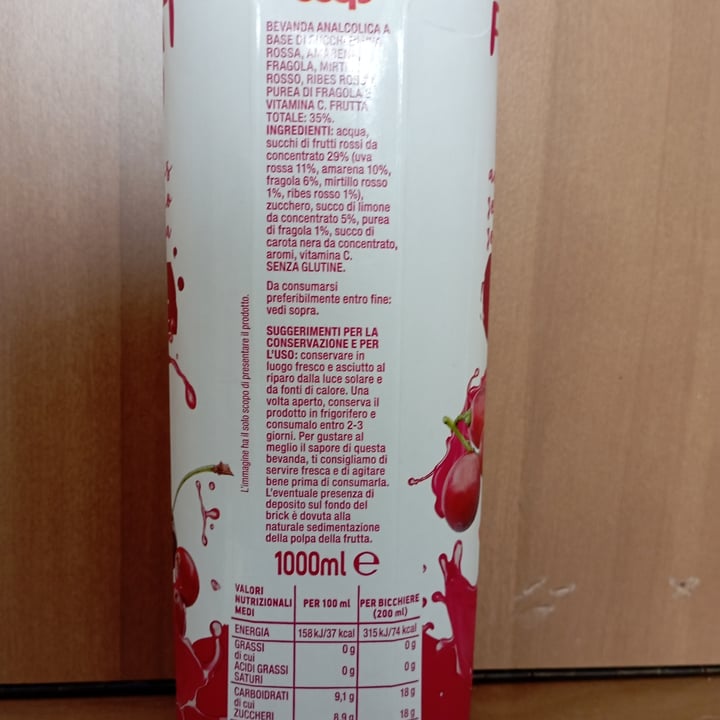 coop
BEVANDA ANALCOLICA A
BASE DI
ROSSA,
FRAGOLA,
ROSSO, RIBES
PUREA DI FRAGOLA E
VITAMINA C. FRUTTA
TOTALE: 35%.
INGREDIENTI: acqua,
succhi di frutti rossi da
concentrato 29% (uva
rossa 11%, amarena 10%,
fragola 6%, mirtillo rosso
1%, ribes rosso 1%),
zucchero, succo di limone
da concentrato 5%, purea
di fragola 1%, succo di
carota nera da concentrato,
aromi, vitamina C.
SENZA GLUTINE.
Da consumarsi
preferibilmente entro fine:
vedi sopra.
SUGGERIMENTI PER LA
CONSERVAZIONE E PER
L'USO: conservare in
luogo fresco e asciutto al
riparo dalla luce solare e
da fonti di calore. Una
volta aperto, conserva il
prodotto in frigorifero e
consumalo entro 2-3
giorni. Per gustare al
meglio il sapore di questa
bevanda, ti consigliamo di
servire fresca e di agitare
bene prima di consumarla.
L'eventuale presenza di
deposito sul fondo del
brick è dovuta alla
naturale sedimentazione
della polpa della frutta.
L'immagine ha il solo scopo di presentare il prodotto.
1000ml e
VALORI
NUTRIZIONALI
MEDI
PER 100 ml
PER BICCHIERE
(200 ml)
ENERGIA 158 kJ/37 kcal 315 kJ/74 kcal
GRASSI 0 g 0 g
di cui
ACIDI GRASSI
SATURI 0 g 0 g
CARBOIDRATI 9,1 g 18 g
di cui
ZUCCHERI 8,9 g 18 g